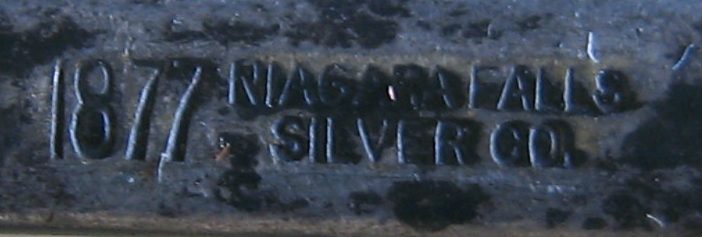 1877 NIAGARA FALLS
SILVER CO.